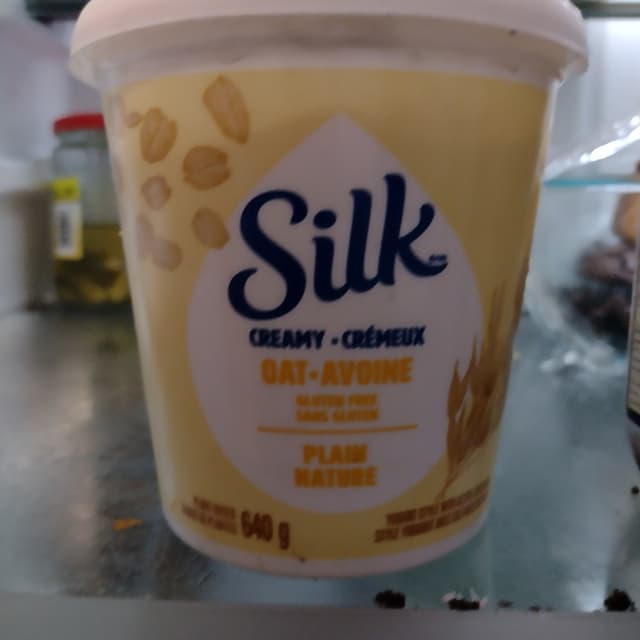 Silk
CREAMY • CRÉMEUX
OAT • AVOINE
GLUTEN FREE
SANS GLUTEN
PLAIN
NATURE
640 g